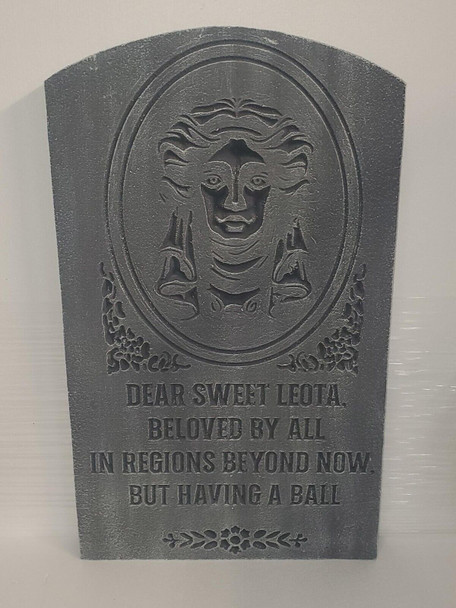 DEAR SWEET LEOTA,
BELOVED BY ALL
IN REGIONS BEYOND NOW,
BUT HAVING A BALL